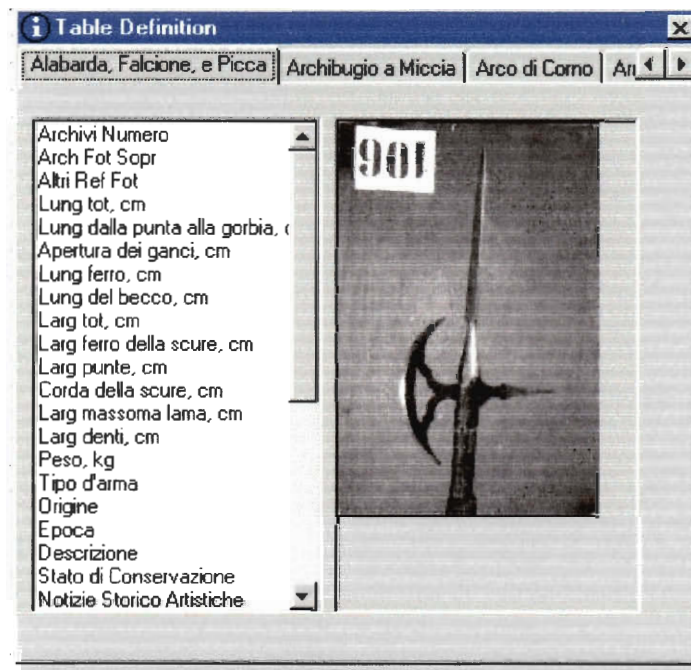 Table Definition
Alabarda, Falcione, e Picca
Archibugio a Miccia
Arco di Corno
Archivi Numero
Arch Fot Sopr
Altri Ref Fot
Lung tot, cm
Lung dalla punta alla gorbia,
Apertura dei ganci, cm
Lung ferro, cm
Lung del becco, cm
Larg tot, cm
Larg ferro della scure, cm
Larg punte, cm
Corda della scure, cm
Larg massoma lama, cm
Larg denti, cm
Peso, kg
Tipo d'arma
Origine
Epoca
Descrizione
Stato di Conservazione
Notizie Storico Artistiche
901